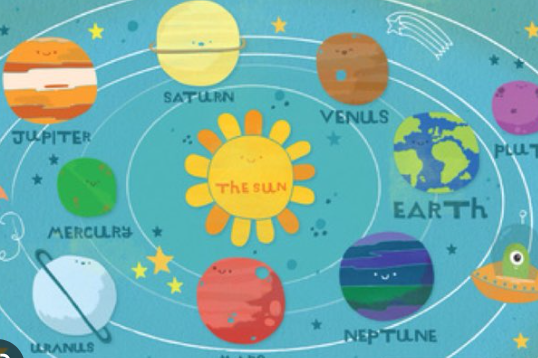 SATURN
VENUS
JUPITER
PLUT
THE SUN
EARTH
MERCURY
URANUS
NEPTUNE